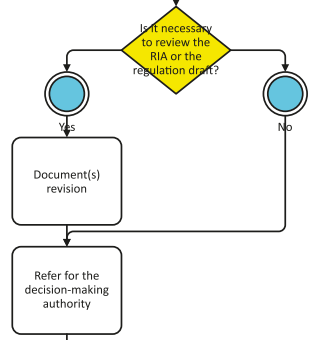 Is it necessary
to review the
RIA or the
regulation draft?
Yes
No
Document(s)
revision
Refer for the
decision-making
authority